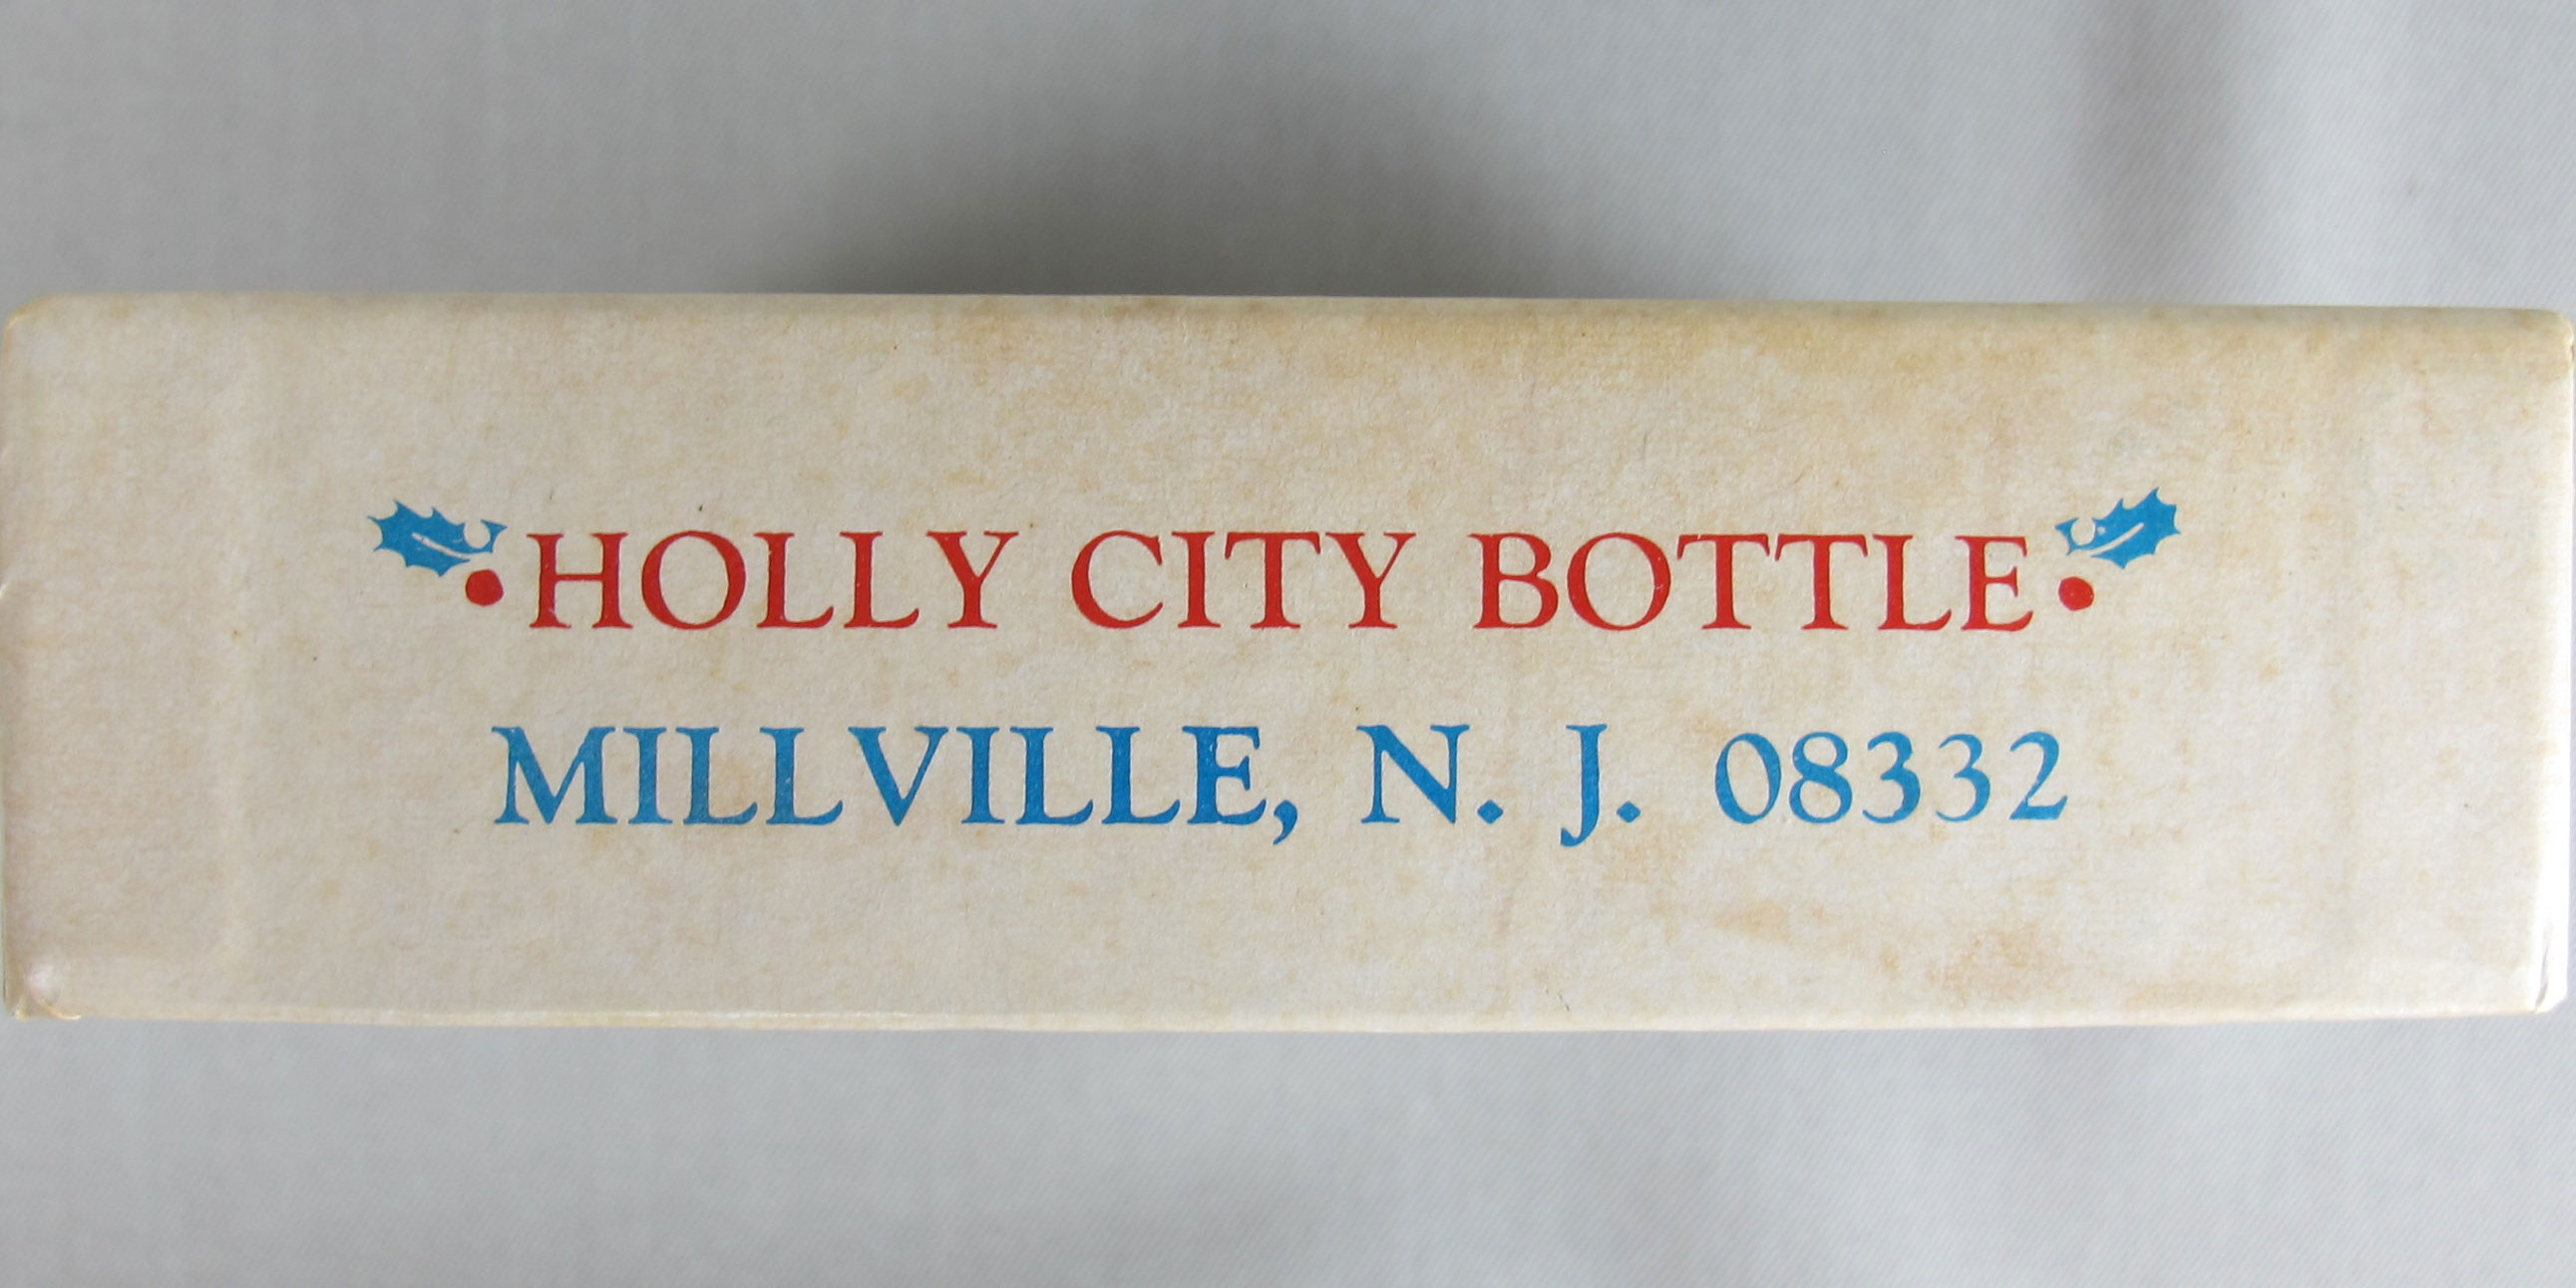 HOLLY CITY BOTTLE
MILLVILLE, N. J. 08332